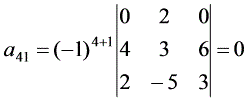 a₄₁ = (-1)⁴⁺¹ |0 2 0|
|4 3 6| = 0
|2 -5 3|